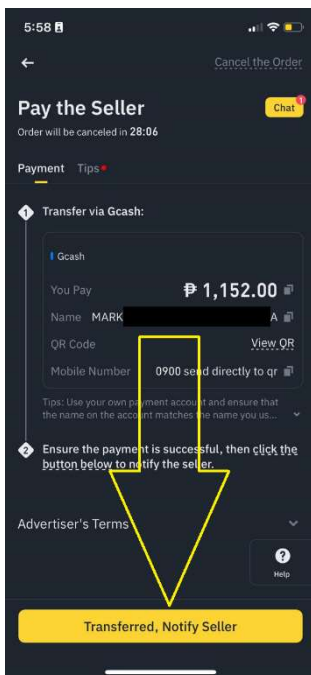 5:58
Cancel the Order
Pay the Seller
Chat
1
Order will be canceled in 28:06
Payment Tips
1 Transfer via Gcash:
Gcash
You Pay ₱ 1,152.00
Name MARK A
QR Code View QR
Mobile Number 0900 send directly to qr
Tips: Use your own payment account and ensure that
the name on the account matches the name you us...
2 Ensure the payment is successful, then click the
button below to notify the seller.
Advertiser's Terms
?
Help
Transferred, Notify Seller